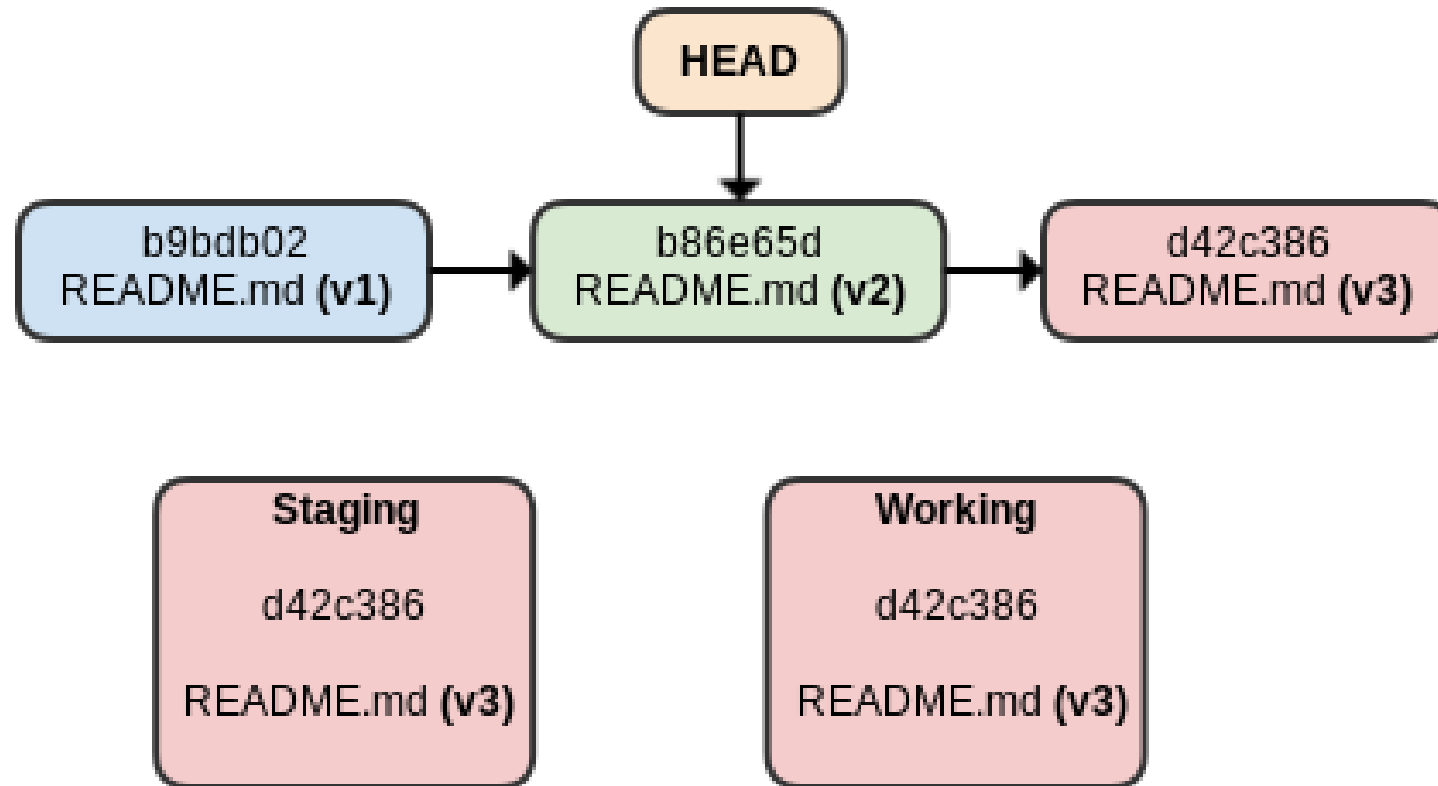 HEAD
b9bdb02
README.md (v1)
b86e65d
README.md (v2)
d42c386
README.md (v3)
Staging
d42c386
README.md (v3)
Working
d42c386
README.md (v3)